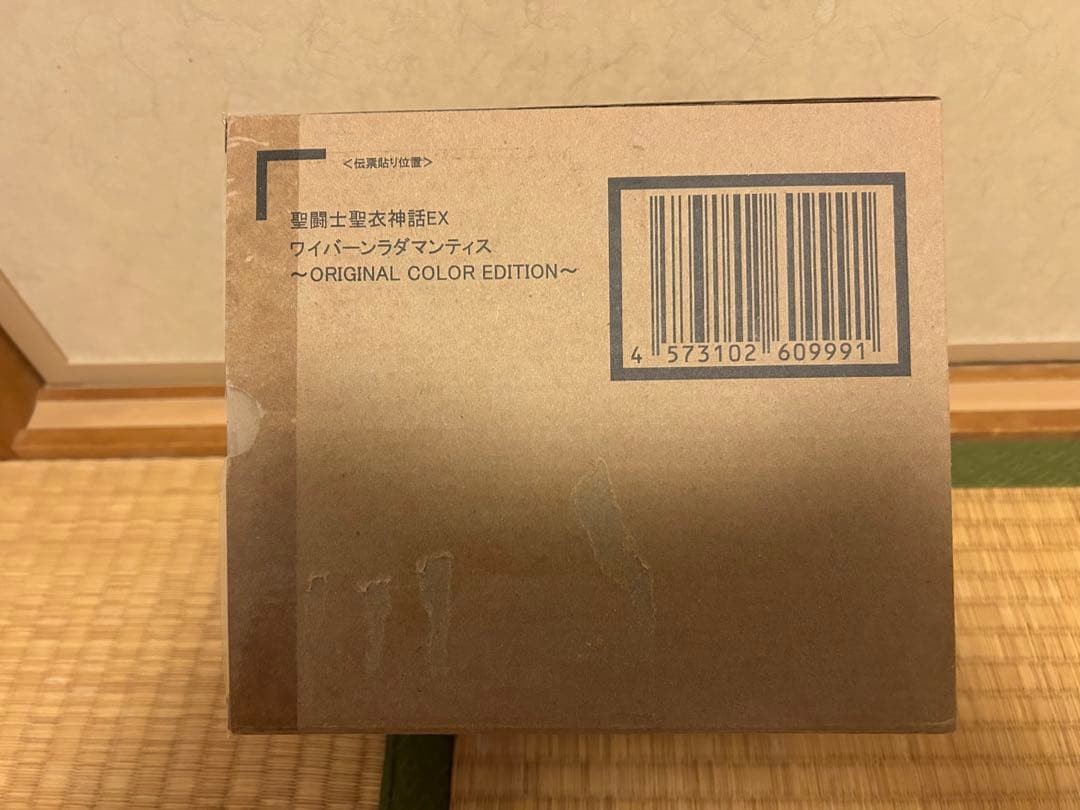 <伝票貼り位置>
聖闘士聖衣神話EX
ワイバーンラダマンティス
~ORIGINAL COLOR EDITION~
4 573102 609991